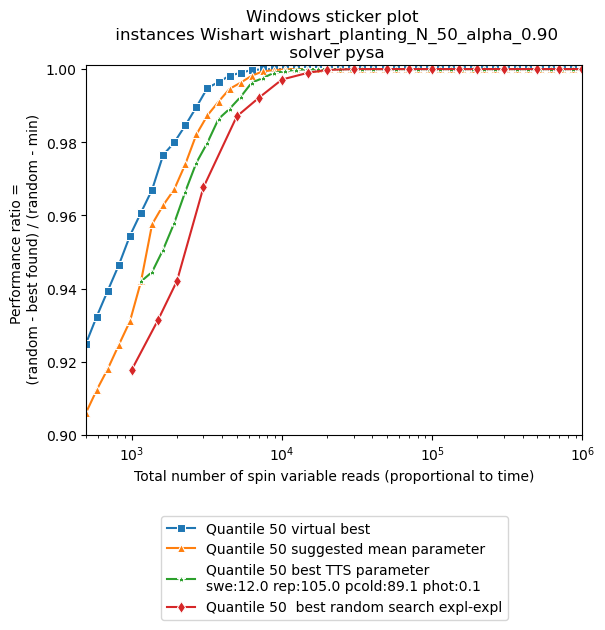 Windows sticker plot
instances Wishart wishart_planting_N_50_alpha_0.90
solver pysa
Performance ratio =
(random - best found) / (random - min)
1.00
0.98
0.96
0.94
0.92
0.90
10³
10⁴
10⁵
10⁶
Total number of spin variable reads (proportional to time)
Quantile 50 virtual best
Quantile 50 suggested mean parameter
Quantile 50 best TTS parameter
swe:12.0 rep:105.0 pcold:89.1 phot:0.1
Quantile 50  best random search expl-expl